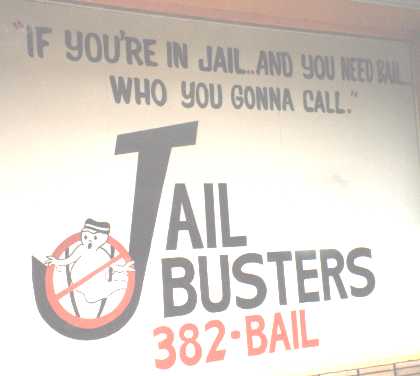 "IF YOU'RE IN JAIL..AND YOU NEED BAIL...
WHO YOU GONNA CALL."
JAIL
BUSTERS
382-BAIL